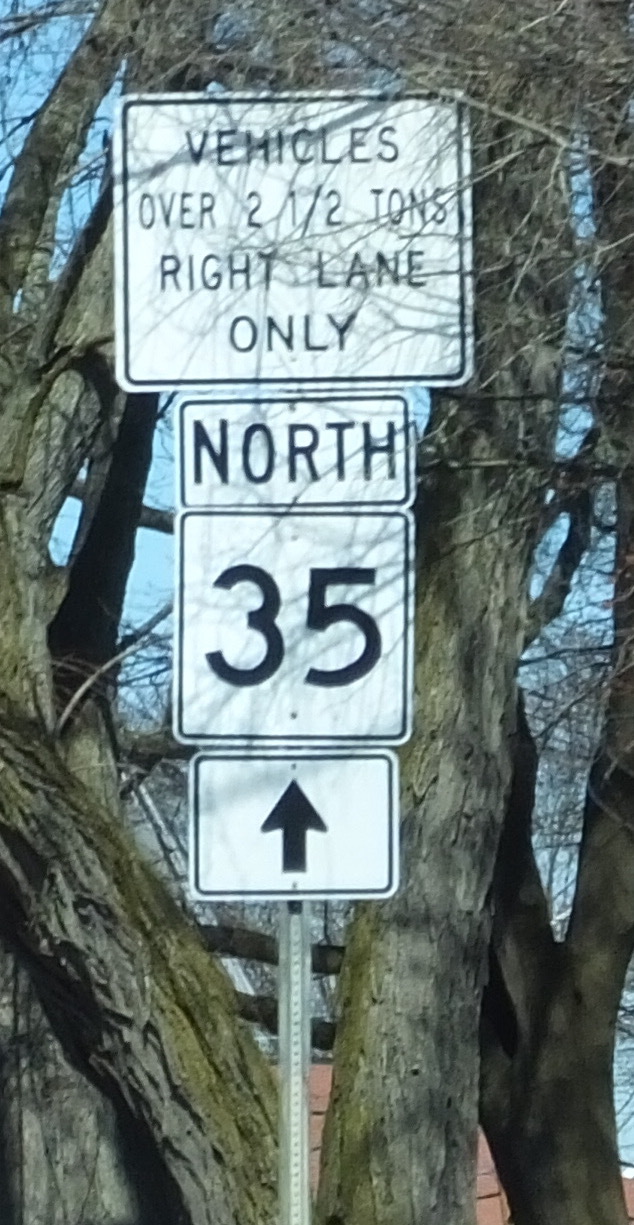 VEHICLES
OVER 2 1/2 TONS
RIGHT LANE
ONLY
NORTH
35